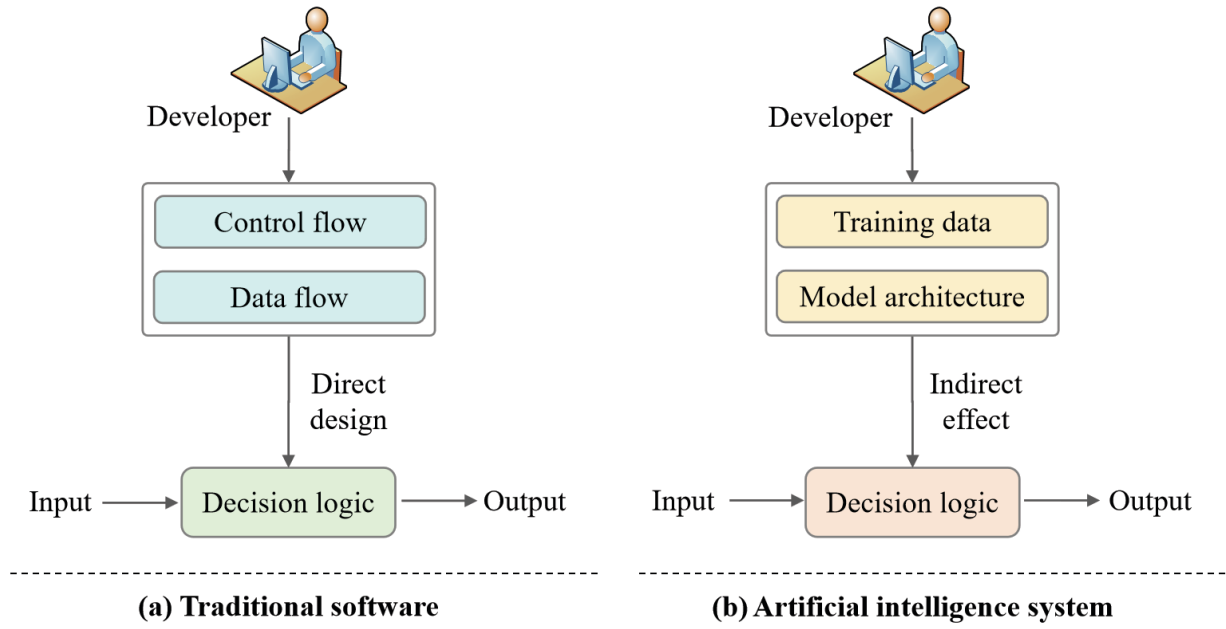 Developer
Control flow
Data flow
Direct
design
Input
Decision logic
Output
(a) Traditional software
Developer
Training data
Model architecture
Indirect
effect
Input
Decision logic
Output
(b) Artificial intelligence system